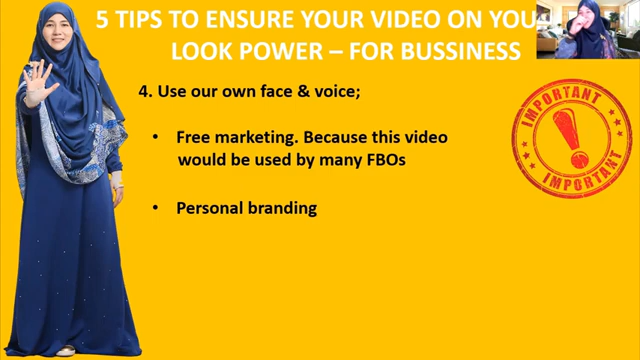 5 TIPS TO ENSURE YOUR VIDEO ON YOU
LOOK POWER – FOR BUSSINESS
4. Use our own face & voice;
• Free marketing. Because this video
would be used by many FBOs
• Personal branding
IMPORTANT
IMPORTANT